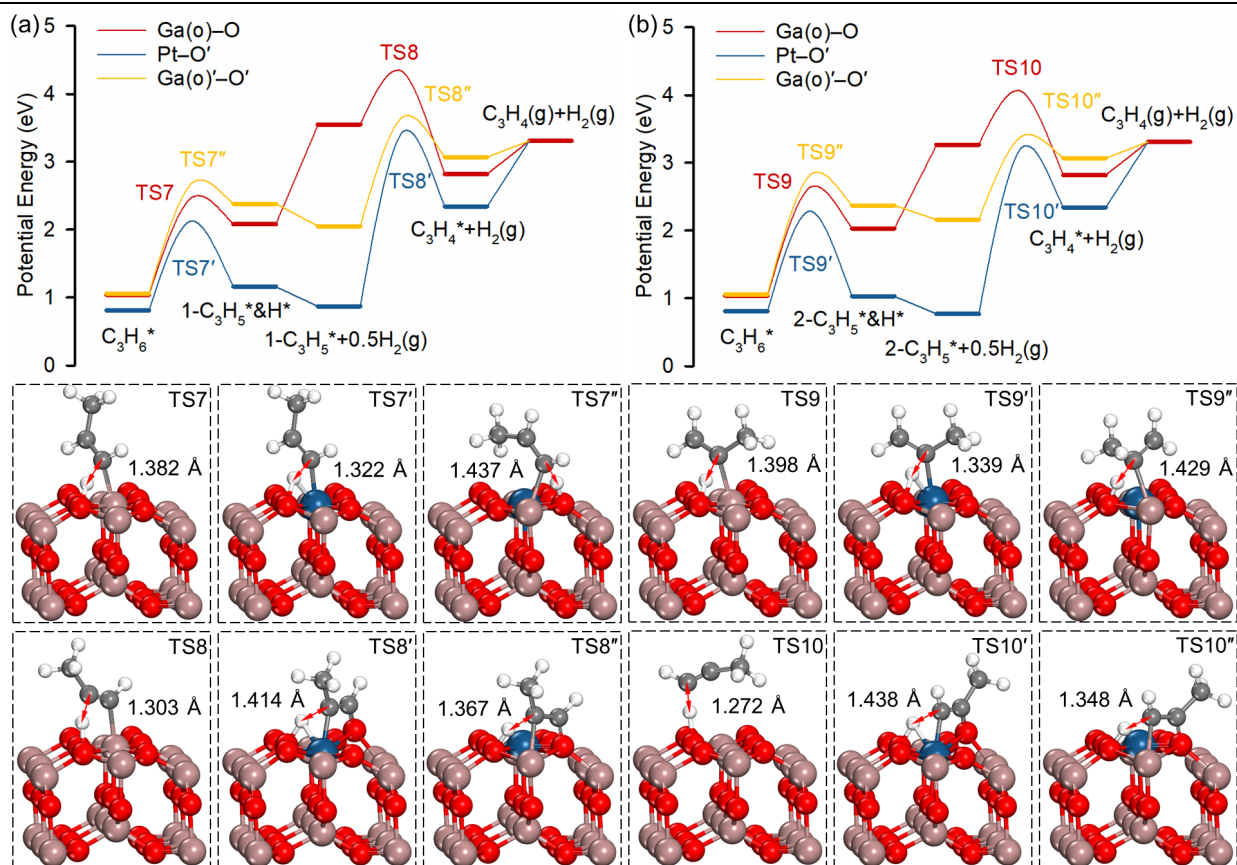 (a)
Ga(o)–O
Pt–O′
Ga(o)′–O′
Potential Energy (eV)
5
4
3
2
1
0
TS8
TS8″
C₃H₄(g)+H₂(g)
TS7″
TS7
TS8′
C₃H₄*+H₂(g)
TS7′
1-C₃H₅*&H*
C₃H₆*
1-C₃H₅*+0.5H₂(g)
(b)
Ga(o)–O
Pt–O′
Ga(o)′–O′
Potential Energy (eV)
5
4
3
2
1
0
TS10
TS10″
C₃H₄(g)+H₂(g)
TS9″
TS9
TS10′
C₃H₄*+H₂(g)
TS9′
2-C₃H₅*&H*
C₃H₆*
2-C₃H₅*+0.5H₂(g)
TS7
1.382 Å
TS7′
1.322 Å
TS7″
1.437 Å
TS9
1.398 Å
TS9′
1.339 Å
TS9″
1.429 Å
TS8
1.303 Å
TS8′
1.414 Å
TS8″
1.367 Å
TS10
1.272 Å
TS10′
1.438 Å
TS10″
1.348 Å